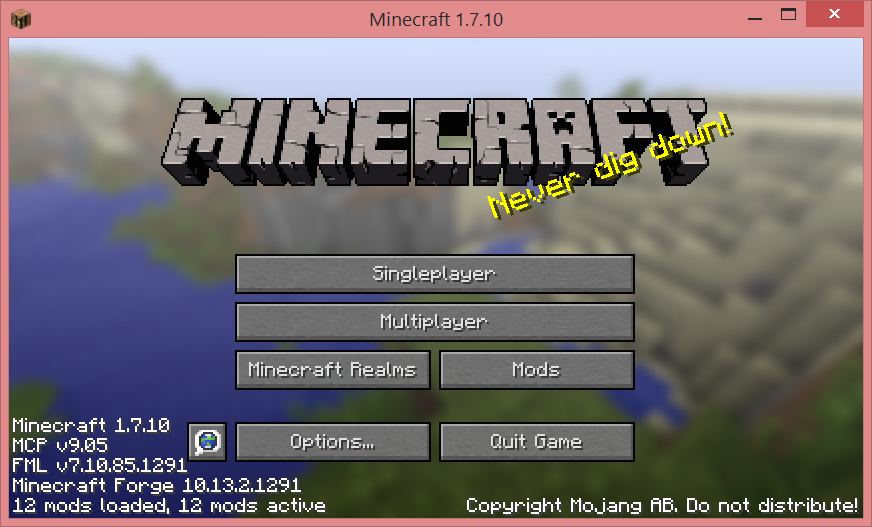 Minecraft 1.7.10
MINECRAFT
Never dig down!
Singleplayer
Multiplayer
Minecraft Realms
Mods
Options...
Quit Game
Minecraft 1.7.10
MCP v9.05
FML v7.10.85.1291
Minecraft Forge 10.13.2.1291
12 mods loaded, 12 mods active
Copyright Mojang AB. Do not distribute!